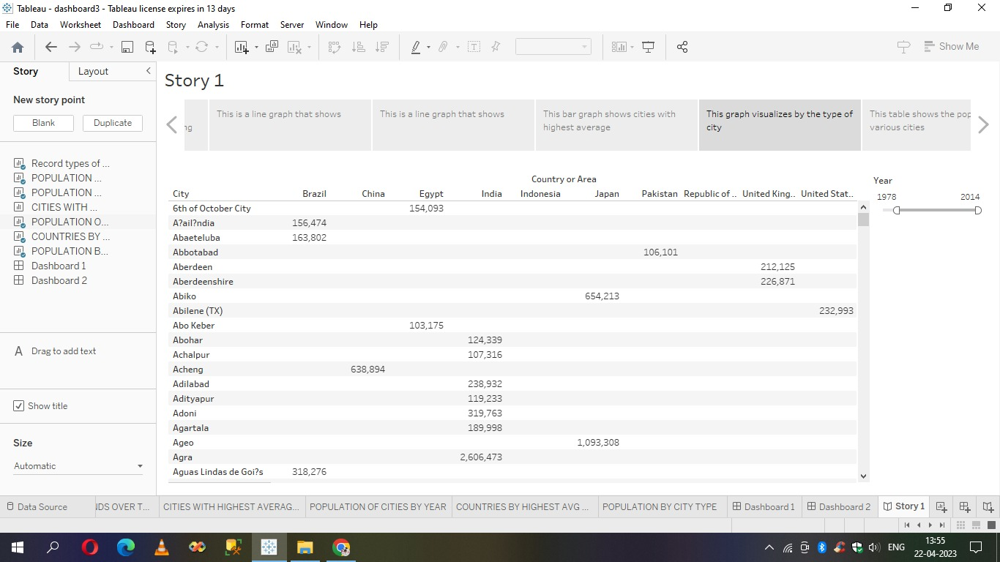 Tableau - dashboard3 - Tableau license expires in 13 days
File Data Worksheet Dashboard Story Analysis Format Server Window Help
Show Me
Story Layout
New story point
Blank Duplicate
Record types of ...
POPULATION ...
POPULATION ...
CITIES WITH ...
POPULATION O...
COUNTRIES BY ...
POPULATION B...
Dashboard 1
Dashboard 2
A Drag to add text
Show title
Size
Automatic
Story 1
ng
This is a line graph that shows
This is a line graph that shows
This bar graph shows cities with
highest average
This graph visualizes by the type of
city
This table shows the pop
various cities
Country or Area
City Brazil China Egypt India Indonesia Japan Pakistan Republic of .. United King.. United Stat..
6th of October City 154,093
A?ail?ndia 156,474
Abaeteluba 163,802
Abbotabad 106,101
Aberdeen 212,125
Aberdeenshire 226,871
Abiko 654,213
Abilene (TX) 232,993
Abo Keber 103,175
Abohar 124,339
Achalpur 107,316
Acheng 638,894
Adilabad 238,932
Adityapur 119,233
Adoni 319,763
Agartala 189,998
Ageo 1,093,308
Agra 2,606,473
Aguas Lindas de Goi?s 318,276
Year
1978 2014
Data Source IDS OVER T... CITIES WITH HIGHEST AVERAG... POPULATION OF CITIES BY YEAR COUNTRIES BY HIGHEST AVG ... POPULATION BY CITY TYPE Dashboard 1 Dashboard 2 Story 1
ENG
13:55
22-04-2023